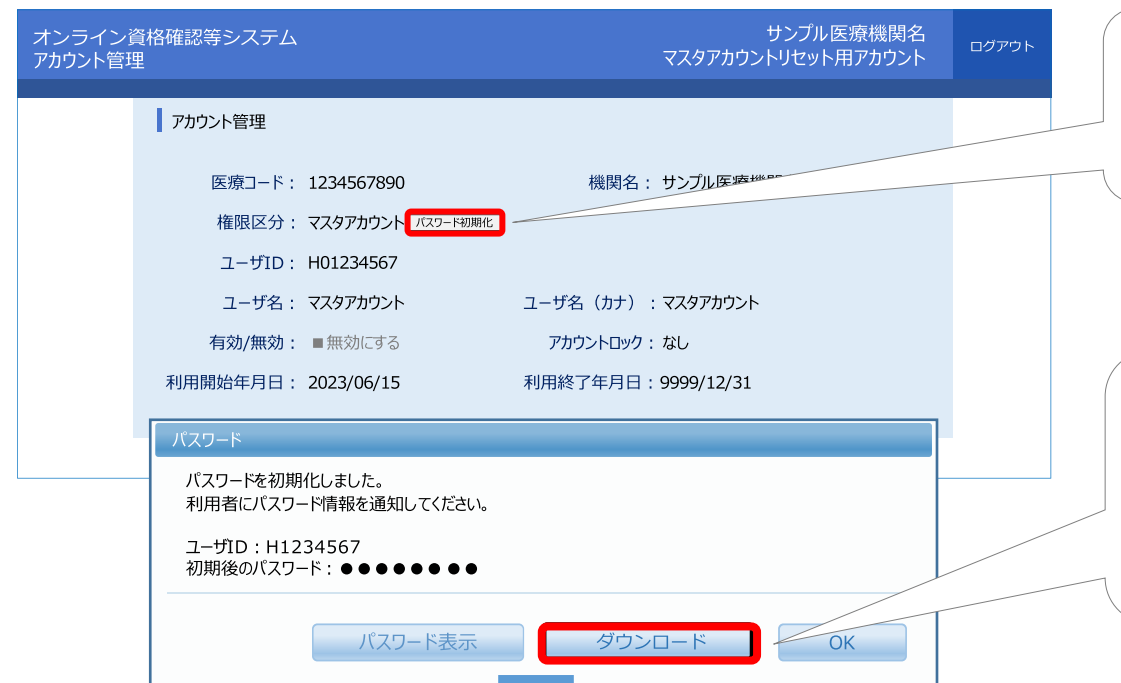 オンライン資格確認等システム
アカウント管理
サンプル医療機関名
マスタアカウントリセット用アカウント
ログアウト
アカウント管理
医療コード： 1234567890
機関名： サンプル医療機関
権限区分： マスタアカウント パスワード初期化
ユーザID： H01234567
ユーザ名： マスタアカウント
ユーザ名（カナ）：マスタアカウント
有効/無効： ■無効にする
アカウントロック：なし
利用開始年月日： 2023/06/15
利用終了年月日：9999/12/31
パスワード
パスワードを初期化しました。
利用者にパスワード情報を通知してください。
ユーザID：H1234567
初期後のパスワード：●●●●●●●●
パスワード表示
ダウンロード
OK